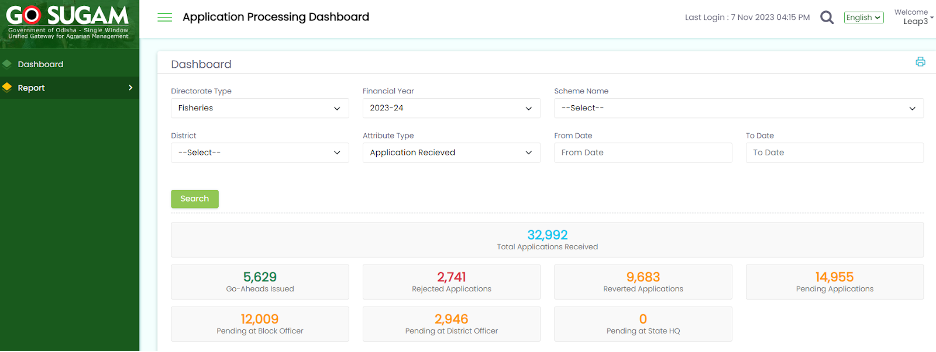 GO SUGAM
Government of Odisha - Single Window
Unified Gateway for Agrarian Management
Application Processing Dashboard
Last Login : 7 Nov 2023 04:15 PM
English
Welcome
Leap3
Dashboard
Report
Dashboard
Directorate Type
Financial Year
Scheme Name
Fisheries
2023-24
--Select--
District
Attribute Type
From Date
To Date
--Select--
Application Recieved
From Date
To Date
Search
32,992
Total Applications Received
5,629
Go-Aheads Issued
2,741
Rejected Applications
9,683
Reverted Applications
14,955
Pending Applications
12,009
Pending at Block Officer
2,946
Pending at District Officer
0
Pending at State HQ